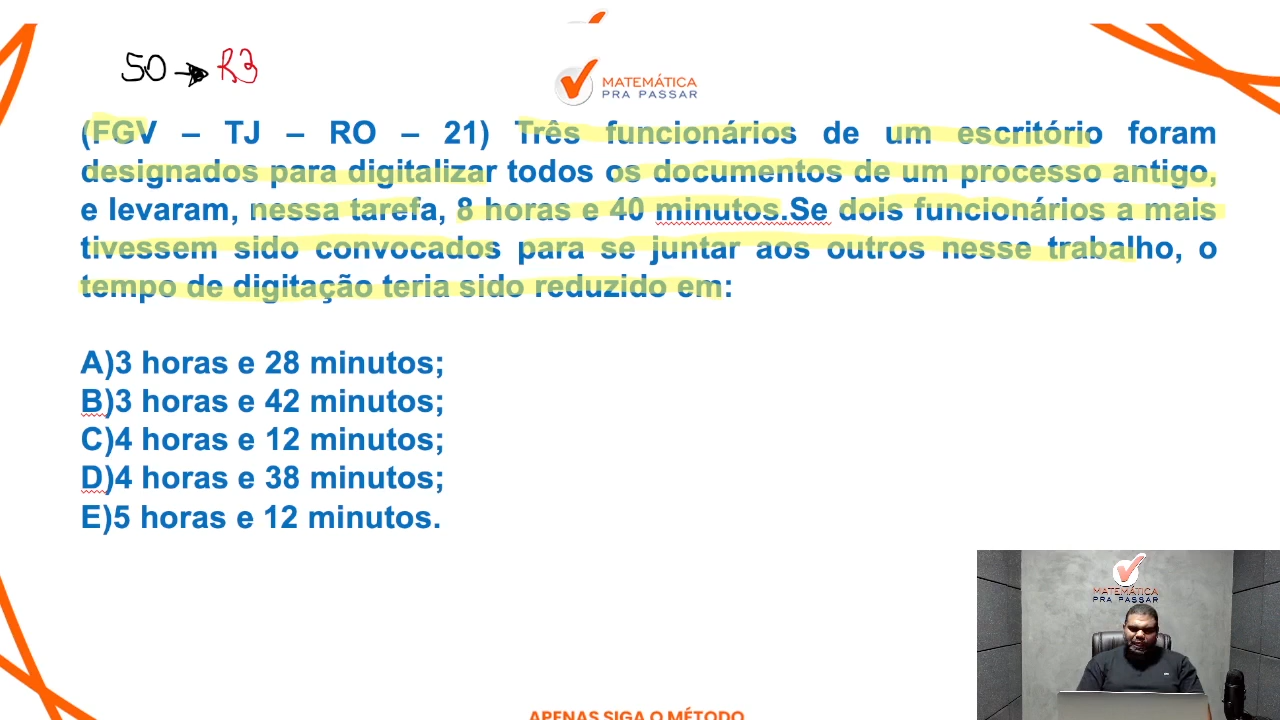 50 → R3
MATEMÁTICA
PRA PASSAR
(FGV – TJ – RO – 21) Três funcionários de um escritório foram
designados para digitalizar todos os documentos de um processo antigo,
e levaram, nessa tarefa, 8 horas e 40 minutos.Se dois funcionários a mais
tivessem sido convocados para se juntar aos outros nesse trabalho, o
tempo de digitação teria sido reduzido em:
A)3 horas e 28 minutos;
B)3 horas e 42 minutos;
C)4 horas e 12 minutos;
D)4 horas e 38 minutos;
E)5 horas e 12 minutos.
MATEMÁTICA
PRA PASSAR
APENAS SIGA O MÉTODO